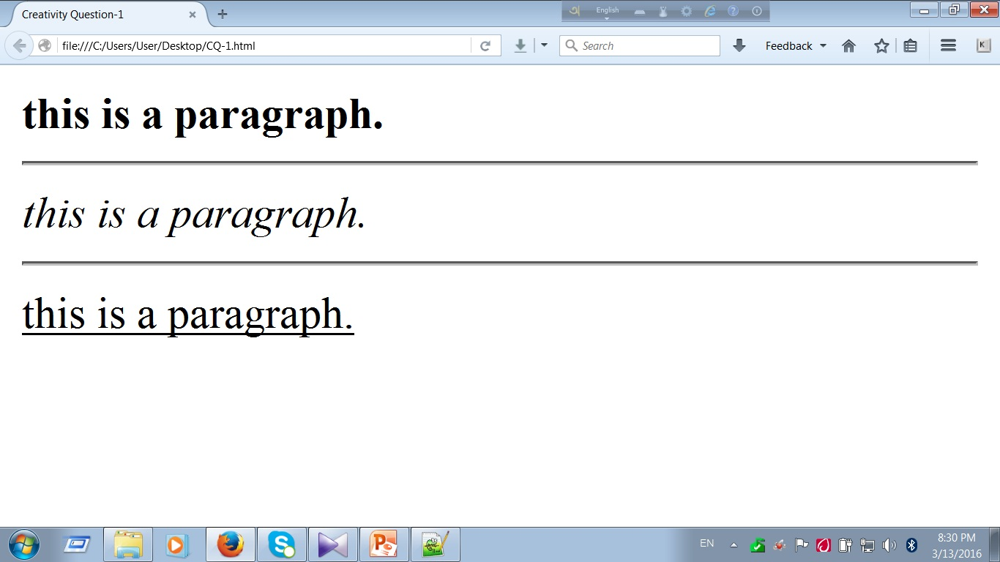 Creativity Question-1
English
file:///C:/Users/User/Desktop/CQ-1.html
Search
Feedback
K
this is a paragraph.
this is a paragraph.
this is a paragraph.
EN
8:30 PM
3/13/2016